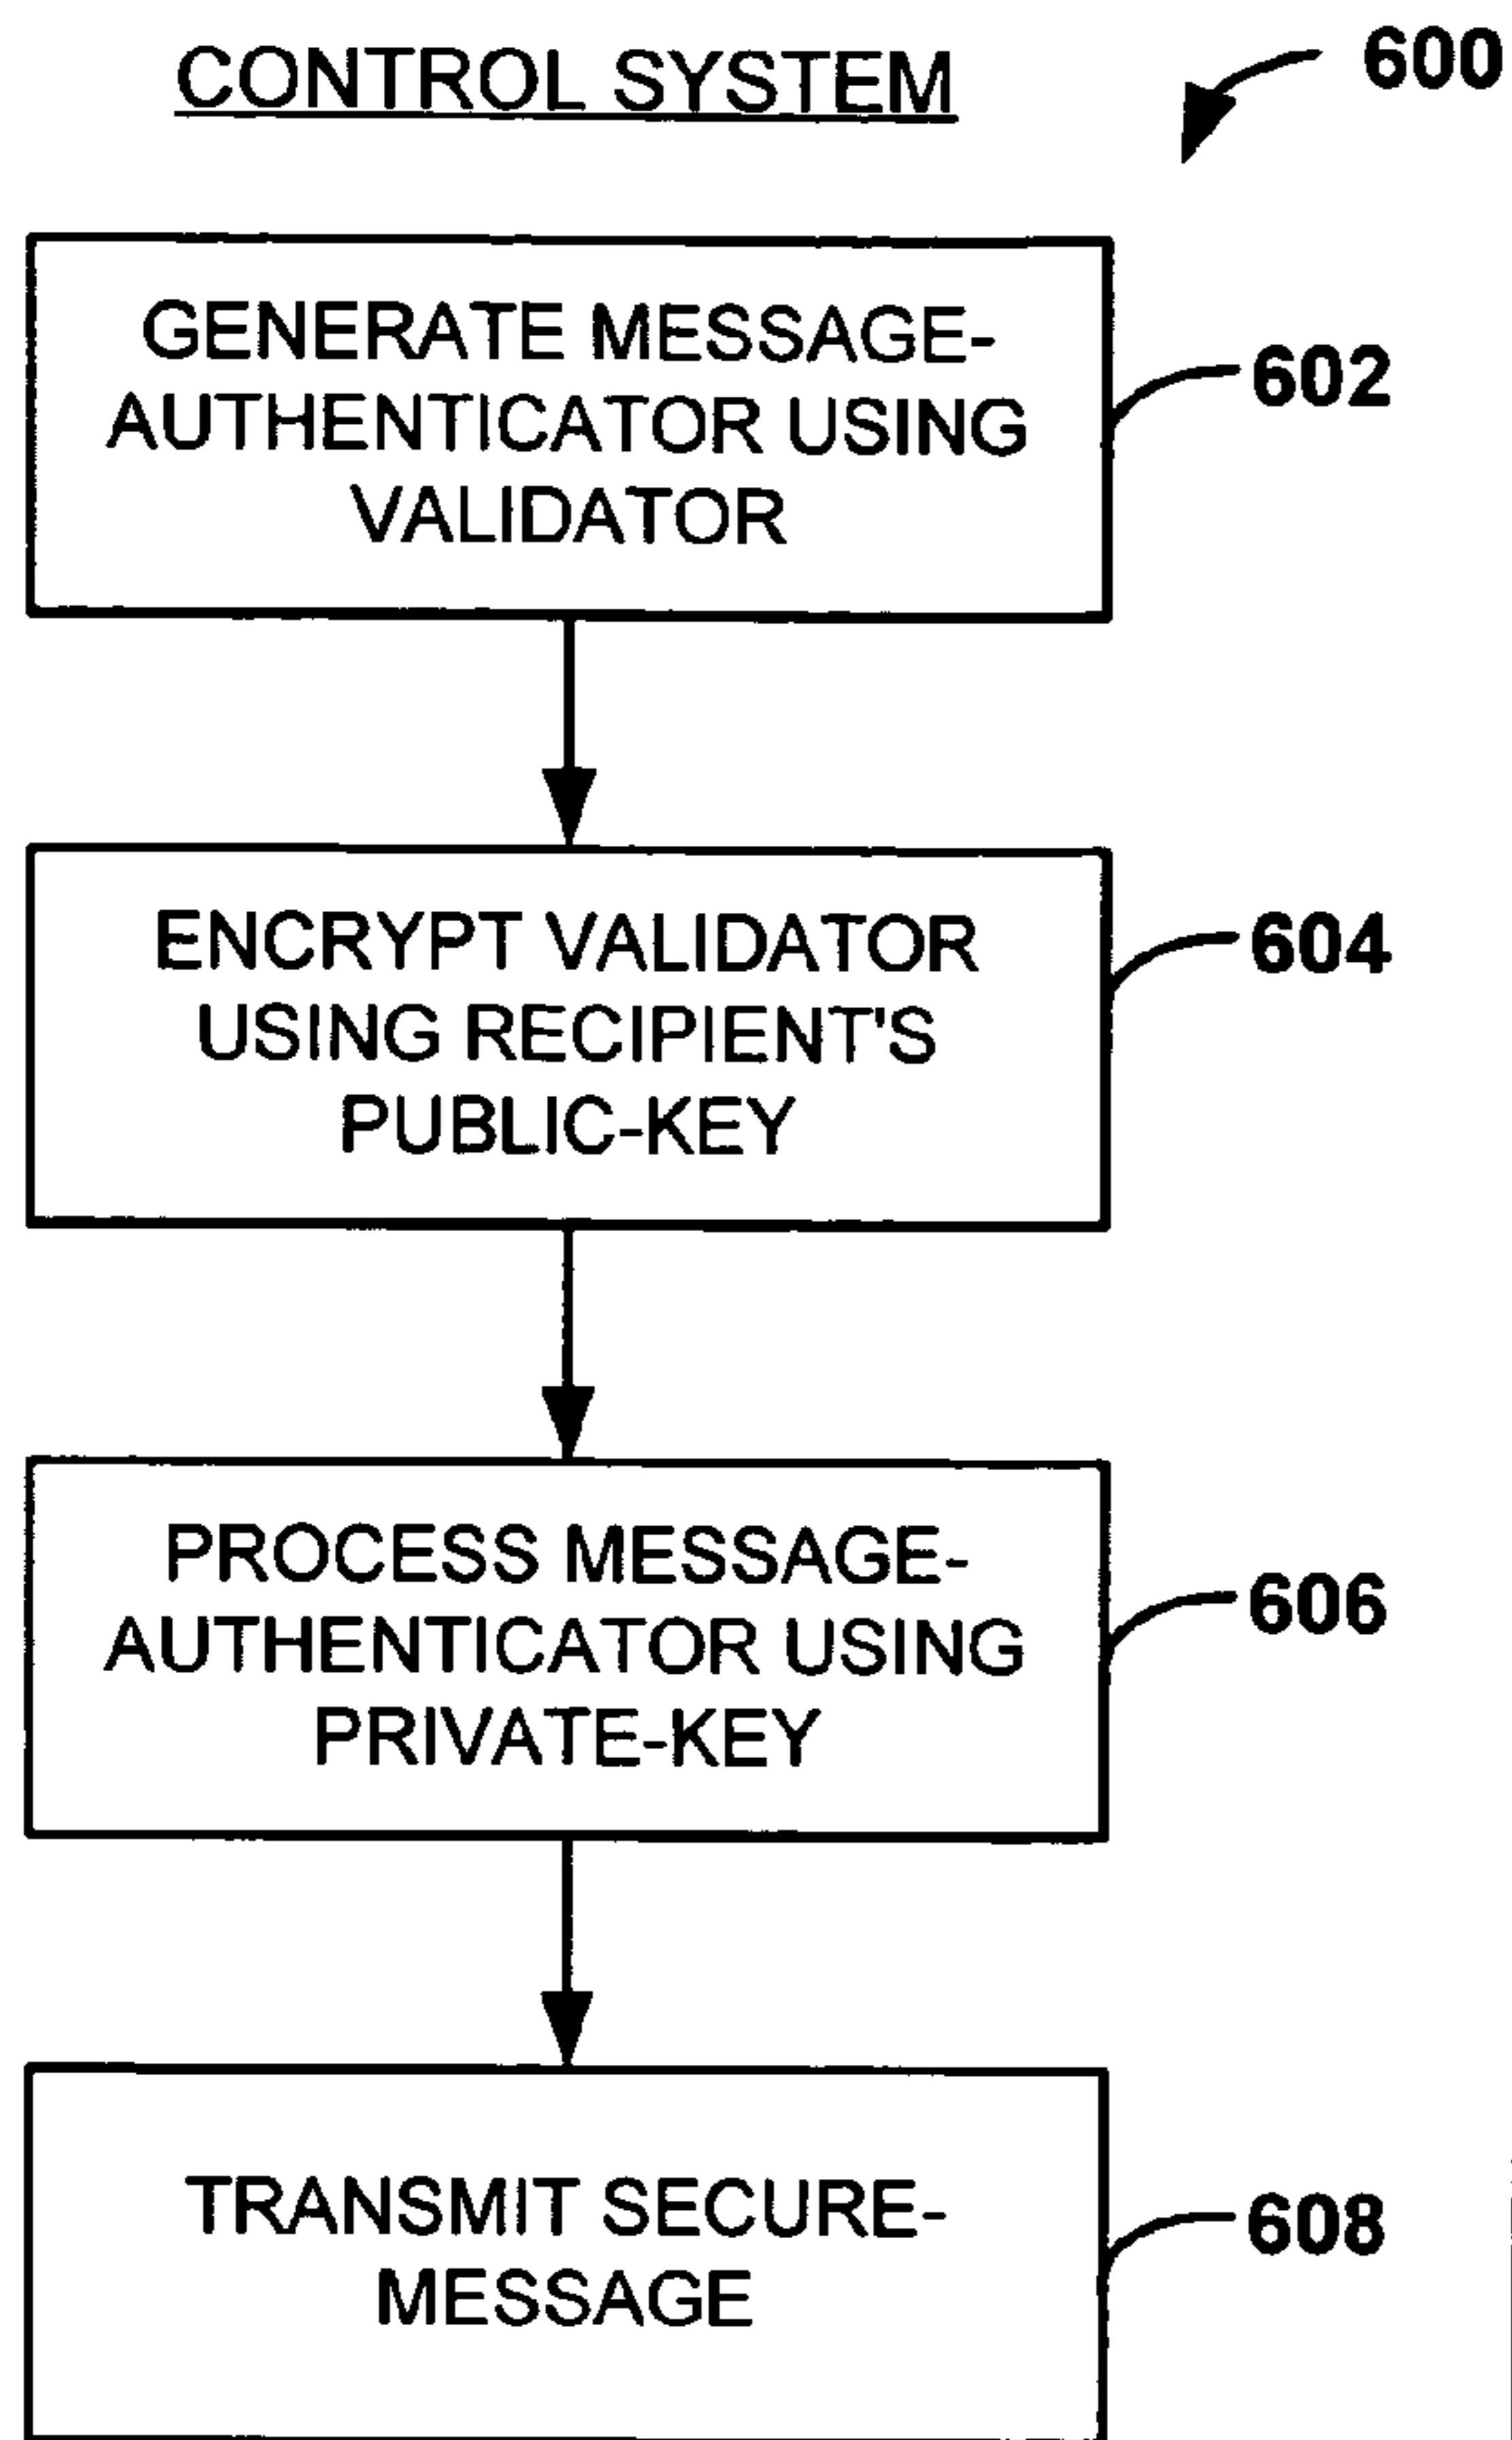 CONTROL SYSTEM
600
GENERATE MESSAGE-
AUTHENTICATOR USING
VALIDATOR
602
ENCRYPT VALIDATOR
USING RECIPIENT'S
PUBLIC-KEY
604
PROCESS MESSAGE-
AUTHENTICATOR USING
PRIVATE-KEY
606
TRANSMIT SECURE-
MESSAGE
608